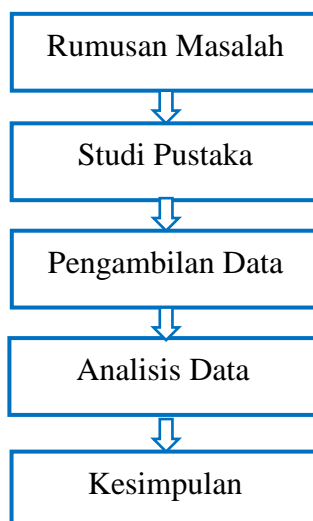 Rumusan Masalah
Studi Pustaka
Pengambilan Data
Analisis Data
Kesimpulan